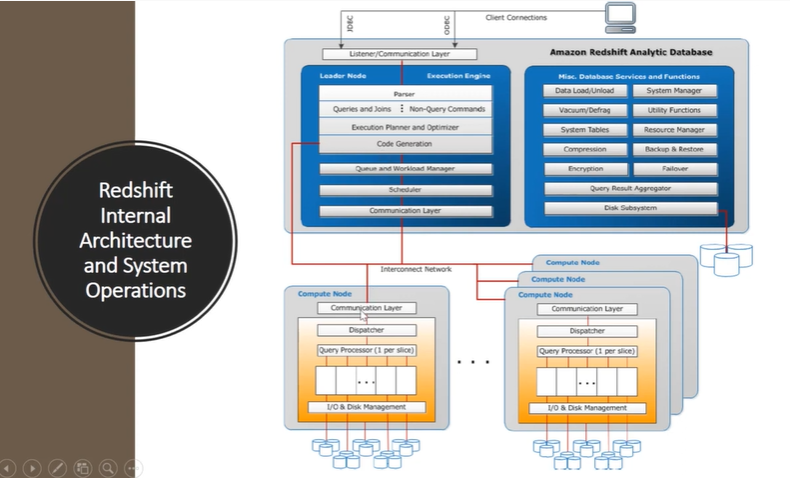 Redshift
Internal
Architecture
and System
Operations
JDBC
ODBC
Client Connections
Listener/Communication Layer
Amazon Redshift Analytic Database
Leader Node
Execution Engine
Parser
Queries and Joins
Non-Query Commands
Execution Planner and Optimizer
Code Generation
Queue and Workload Manager
Scheduler
Communication Layer
Misc. Database Services and Functions
Data Load/Unload
System Manager
Vacuum/Defrag
Utility Functions
System Tables
Resource Manager
Compression
Backup & Restore
Encryption
Failover
Query Result Aggregator
Disk Subsystem
Interconnect Network
Compute Node
Communication Layer
Dispatcher
Query Processor (1 per slice)
I/O & Disk Management
Compute Node
Compute Node
Compute Node
Communication Layer
Dispatcher
Query Processor (1 per slice)
I/O & Disk Management